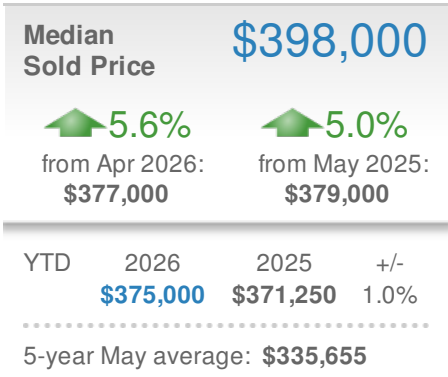 Median $398,000
Sold Price
5.6% 5.0%
from Apr 2026: from May 2025:
$377,000 $379,000
YTD 2026 2025 +/-
$375,000 $371,250 1.0%
5-year May average: $335,655